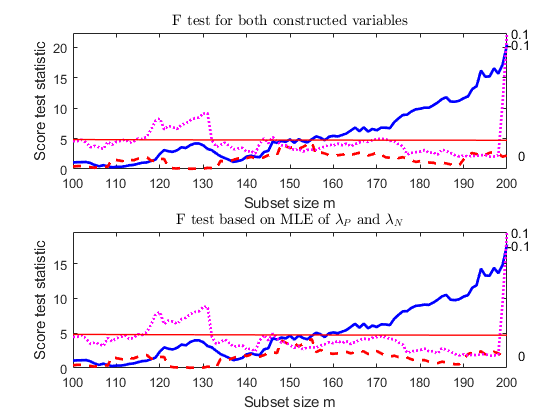 F test for both constructed variables
Score test statistic
20
15
10
5
0
0.1
0.1
0
100 110 120 130 140 150 160 170 180 190 200
Subset size m
F test based on MLE of λ_P and λ_N
Score test statistic
15
10
5
0
0.1
0.1
0
100 110 120 130 140 150 160 170 180 190 200
Subset size m